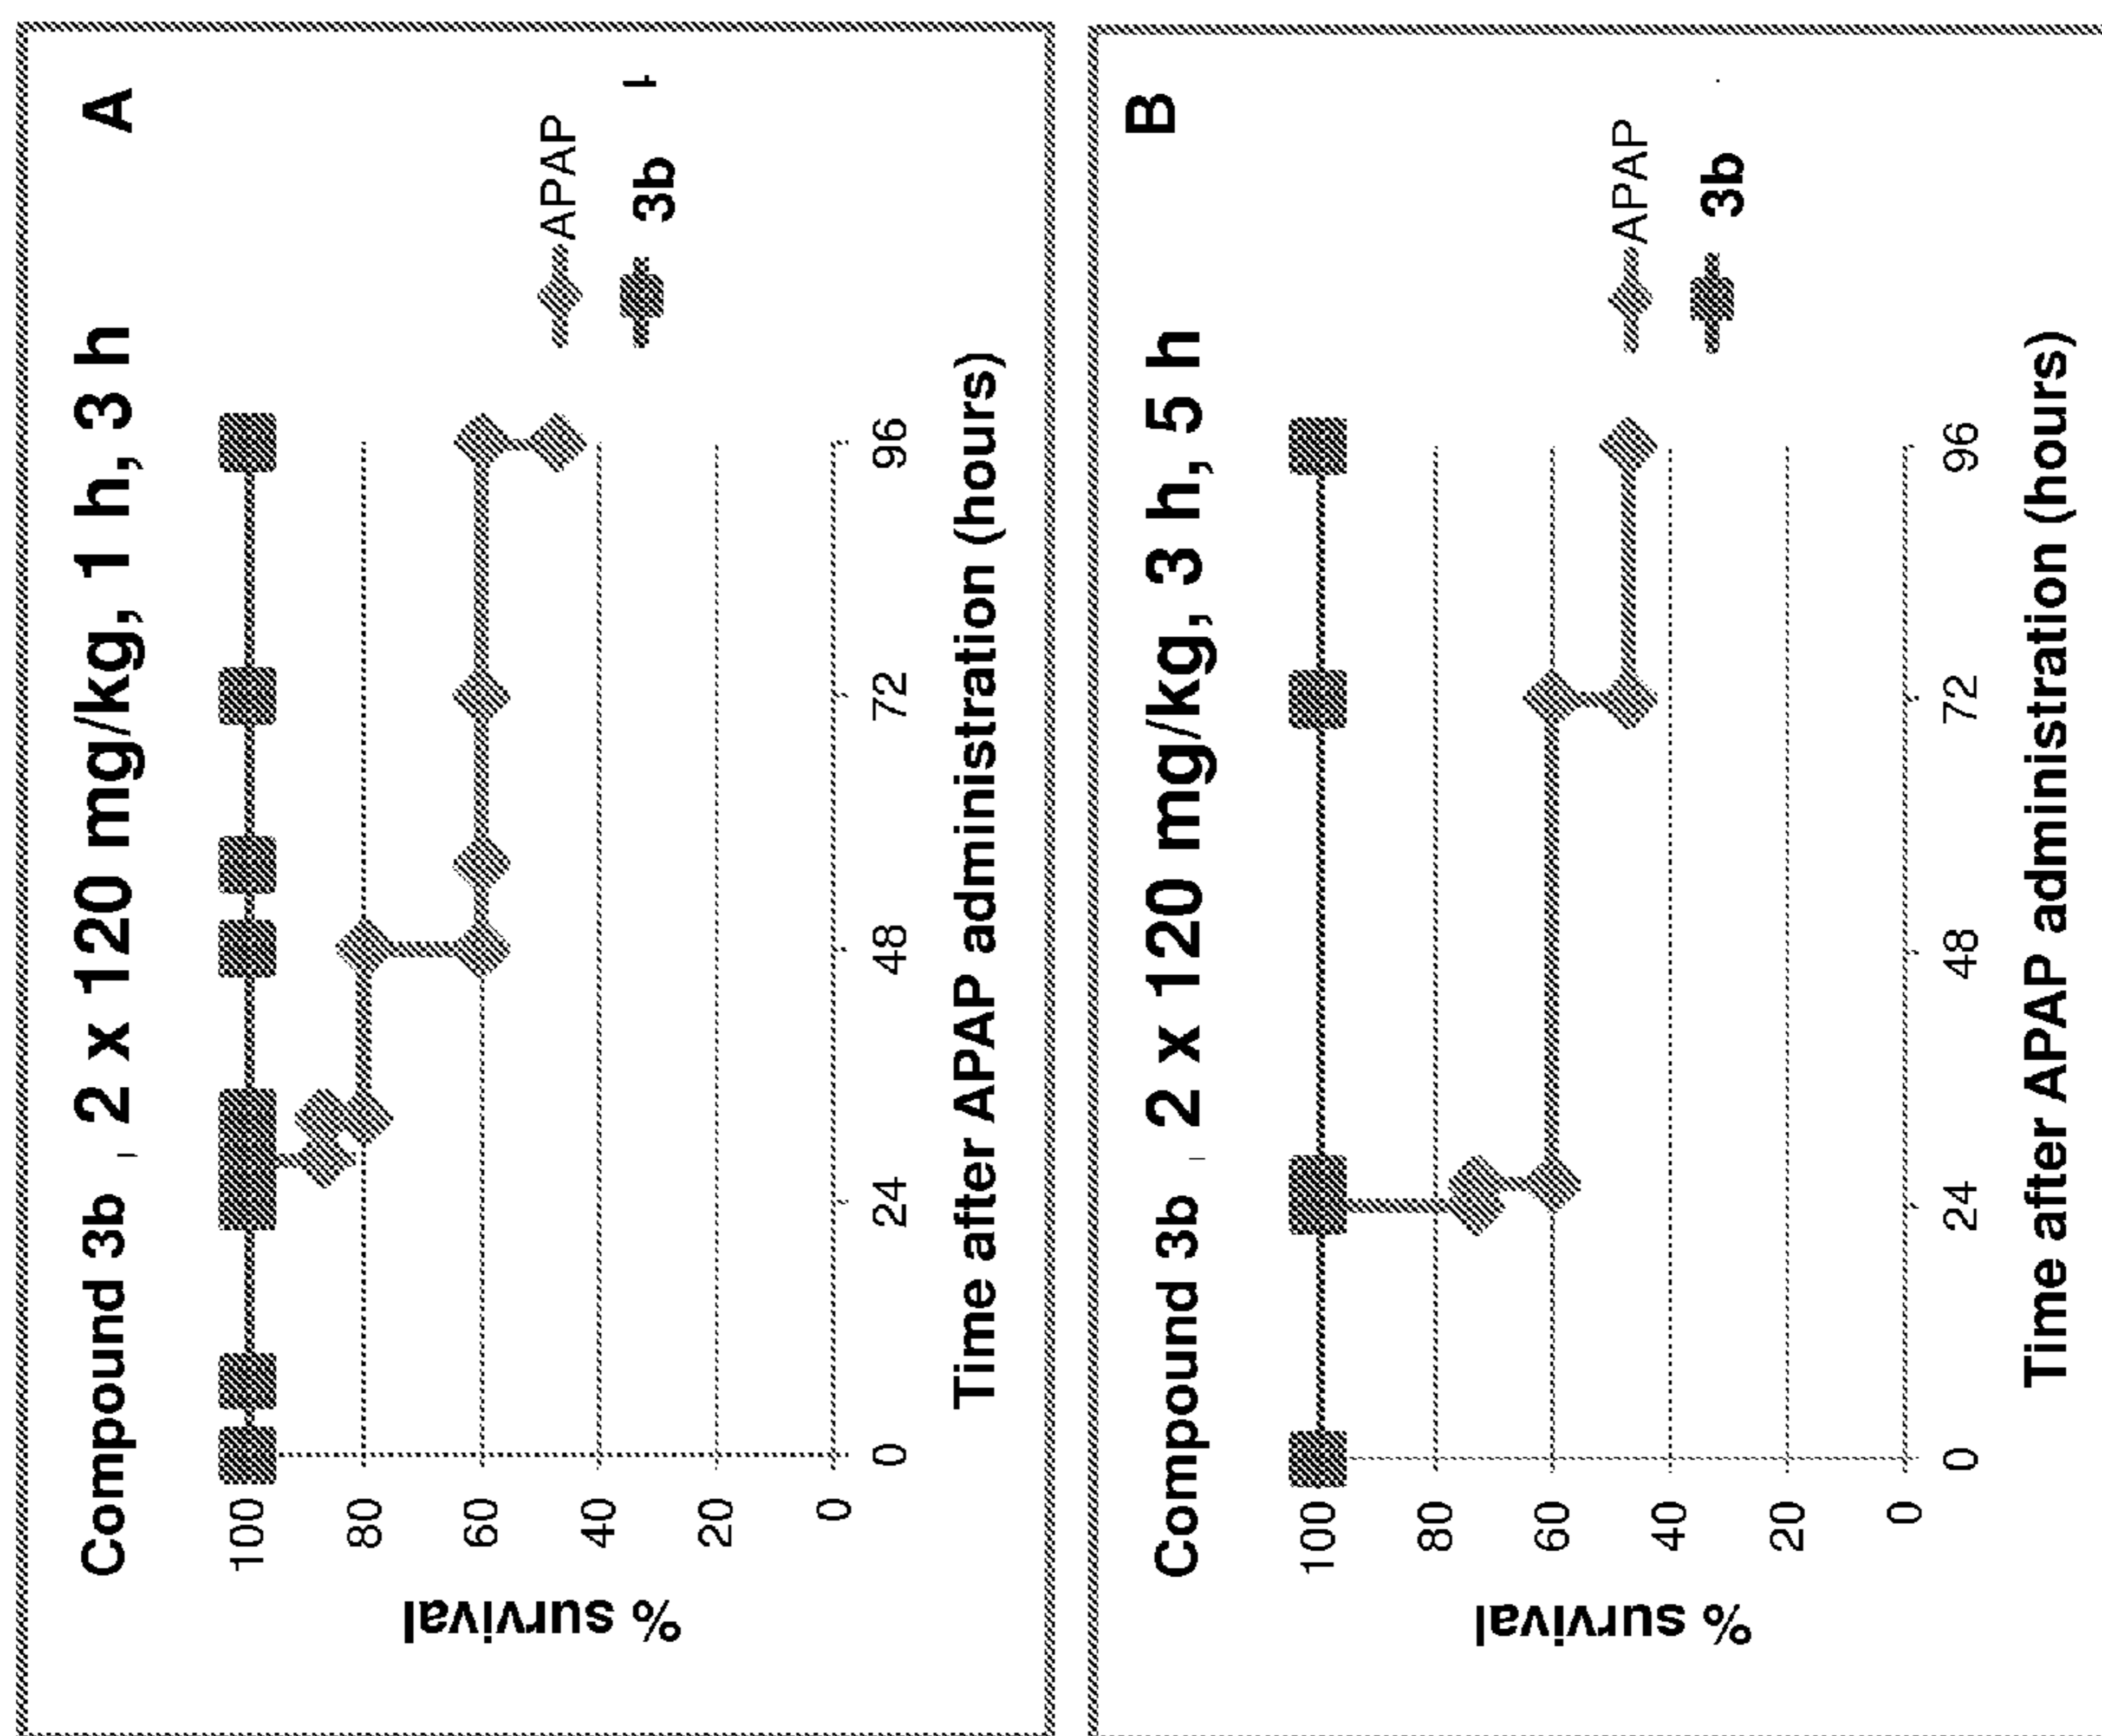 Compound 3b 2 x 120 mg/kg, 1 h, 3 h
A
% survival
100
80
60
40
20
0
0 24 48 72 96
Time after APAP administration (hours)
APAP
3b
Compound 3b 2 x 120 mg/kg, 3 h, 5 h
B
% survival
100
80
60
40
20
0
0 24 48 72 96
Time after APAP administration (hours)
APAP
3b